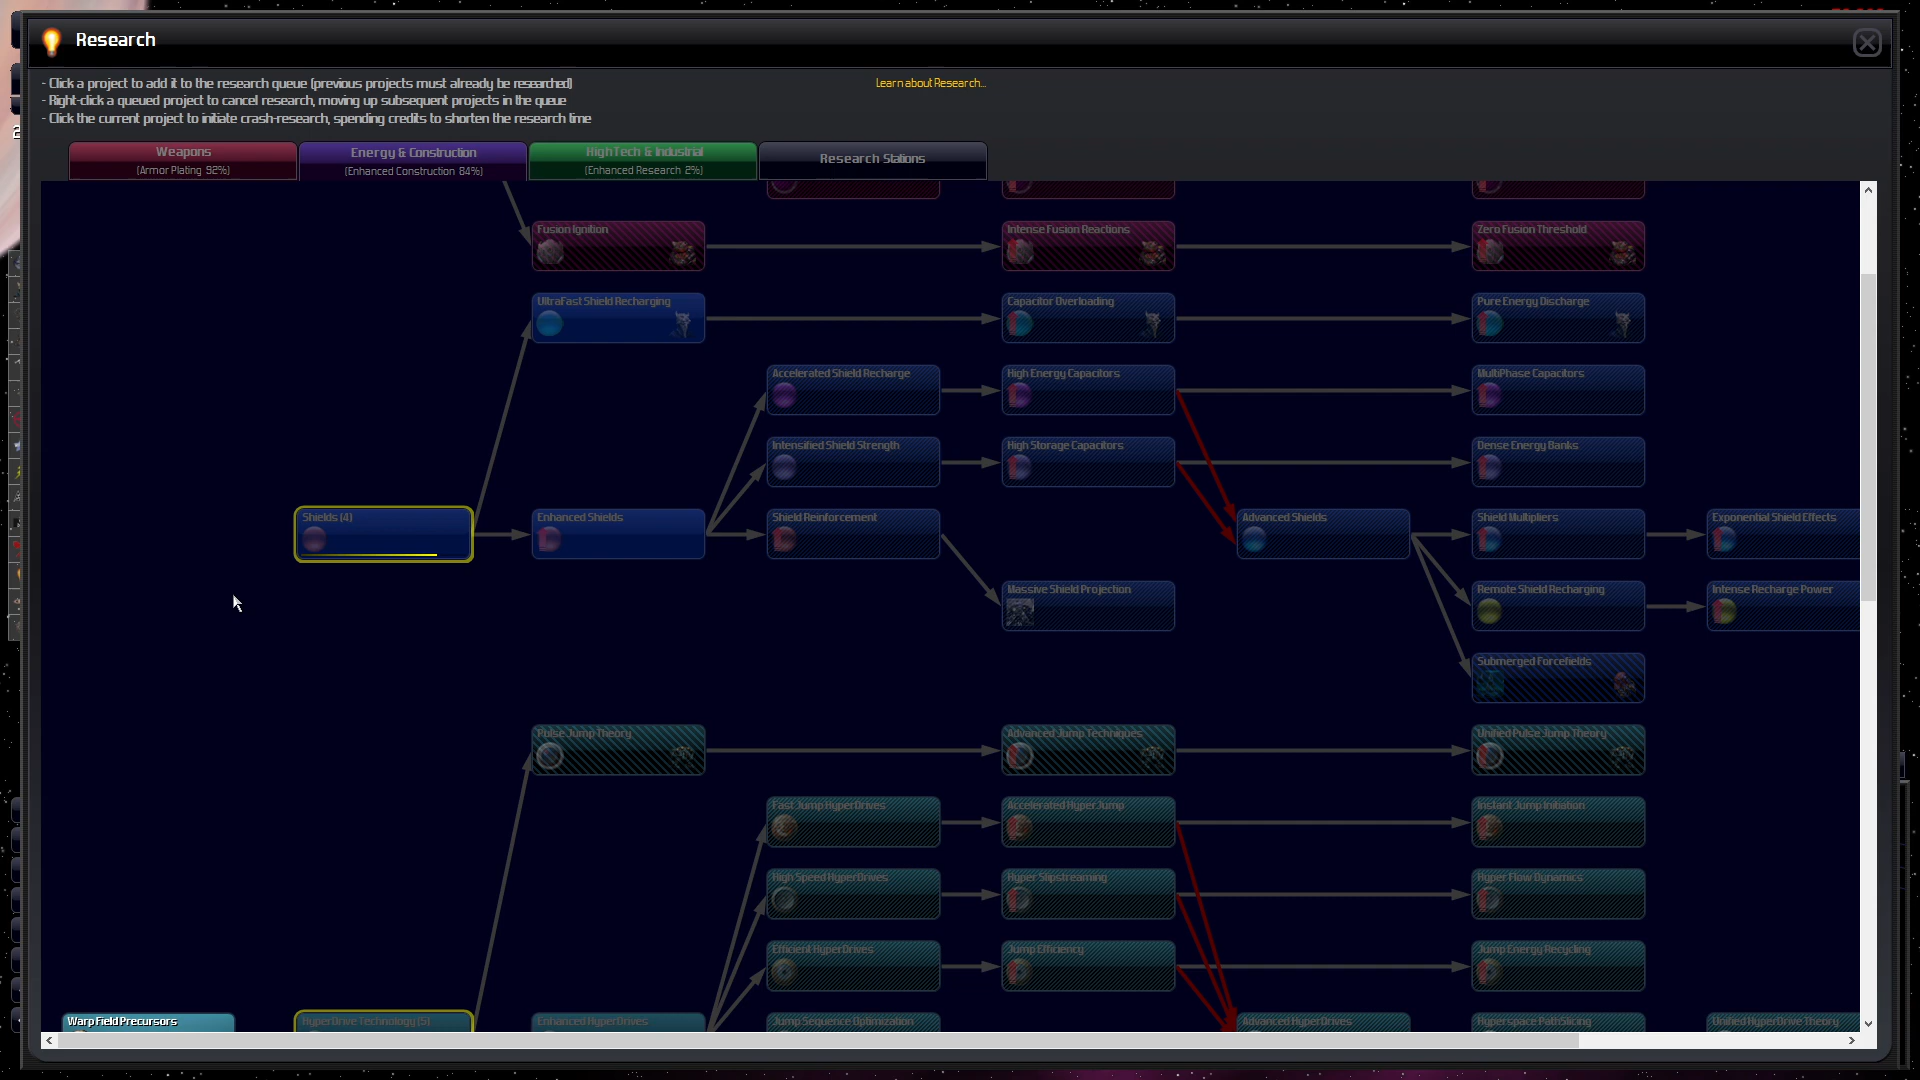 Research
- Click a project to add it to the research queue (previous projects must already be researched)
Learn about Research...
- Right-click a queued project to cancel research, moving up subsequent projects in the queue
- Click the current project to initiate crash-research, spending credits to shorten the research time
Weapons
(Armor Plating 92%)
Energy & Construction
(Enhanced Construction 84%)
HighTech & Industrial
(Enhanced Research 2%)
Research Stations
Fusion Ignition
Intense Fusion Reactions
Zero Fusion Threshold
UltraFast Shield Recharging
Capacitor Overloading
Pure Energy Discharge
Accelerated Shield Recharge
High Energy Capacitors
MultiPhase Capacitors
Intensified Shield Strength
High Storage Capacitors
Dense Energy Banks
Shields (4)
Enhanced Shields
Shield Reinforcement
Advanced Shields
Shield Multipliers
Exponential Shield Effects
Massive Shield Projection
Remote Shield Recharging
Intense Recharge Power
Submerged Forcefields
Pulse Jump Theory
Advanced Jump Techniques
Unified Pulse Jump Theory
Fast Jump HyperDrives
Accelerated HyperJump
Instant Jump Initiation
High Speed HyperDrives
Hyper Slipstreaming
Hyper Flow Dynamics
Efficient HyperDrives
Jump Efficiency
Jump Energy Recycling
Warp Field Precursors
HyperDrive Technology (5)
Enhanced HyperDrives
Jump Sequence Optimization
Advanced HyperDrives
Hyperspace PathSlicing
Unified HyperDrive Theory